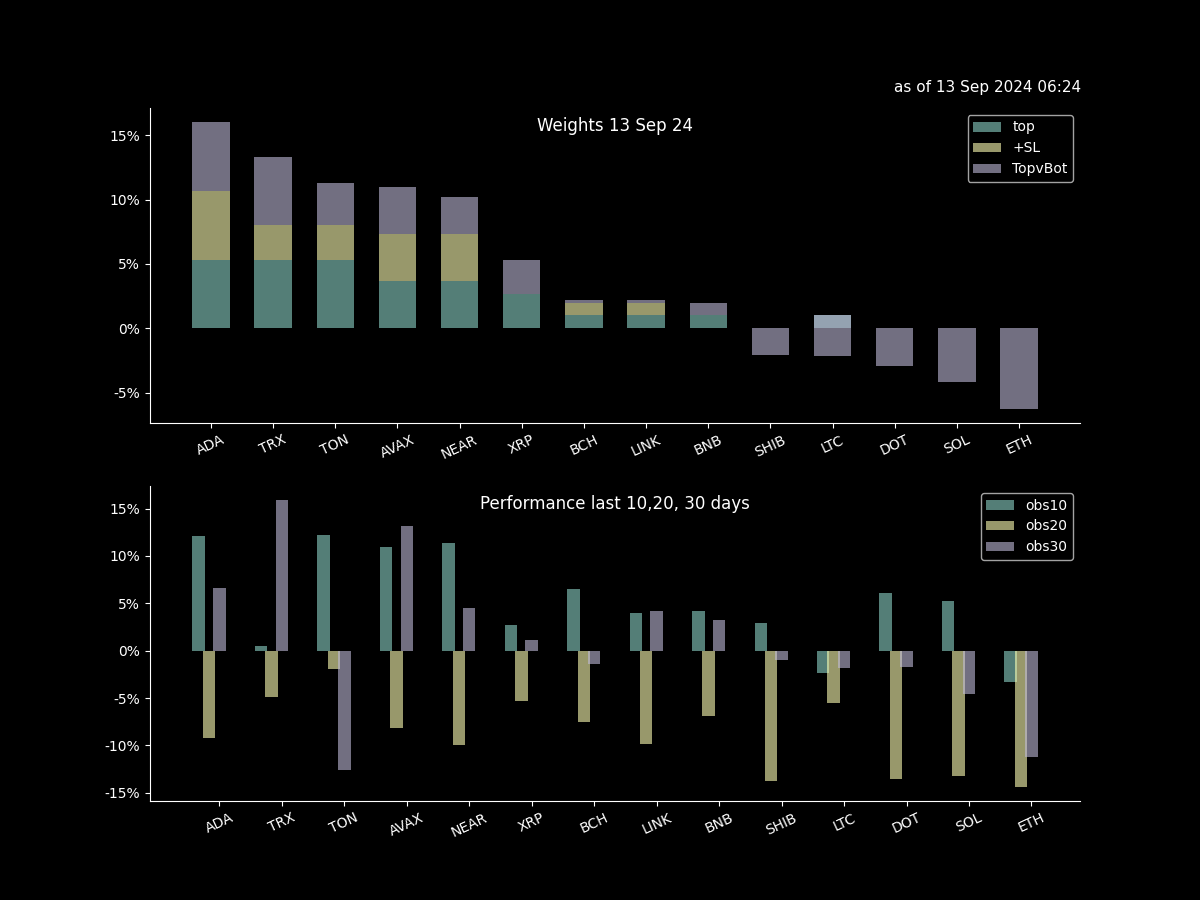 as of 13 Sep 2024 06:24
Weights 13 Sep 24
top
+SL
TopvBot
15%
10%
5%
0%
-5%
ADA TRX TON AVAX NEAR XRP BCH LINK BNB SHIB LTC DOT SOL ETH
Performance last 10,20, 30 days
obs10
obs20
obs30
15%
10%
5%
0%
-5%
-10%
-15%
ADA TRX TON AVAX NEAR XRP BCH LINK BNB SHIB LTC DOT SOL ETH